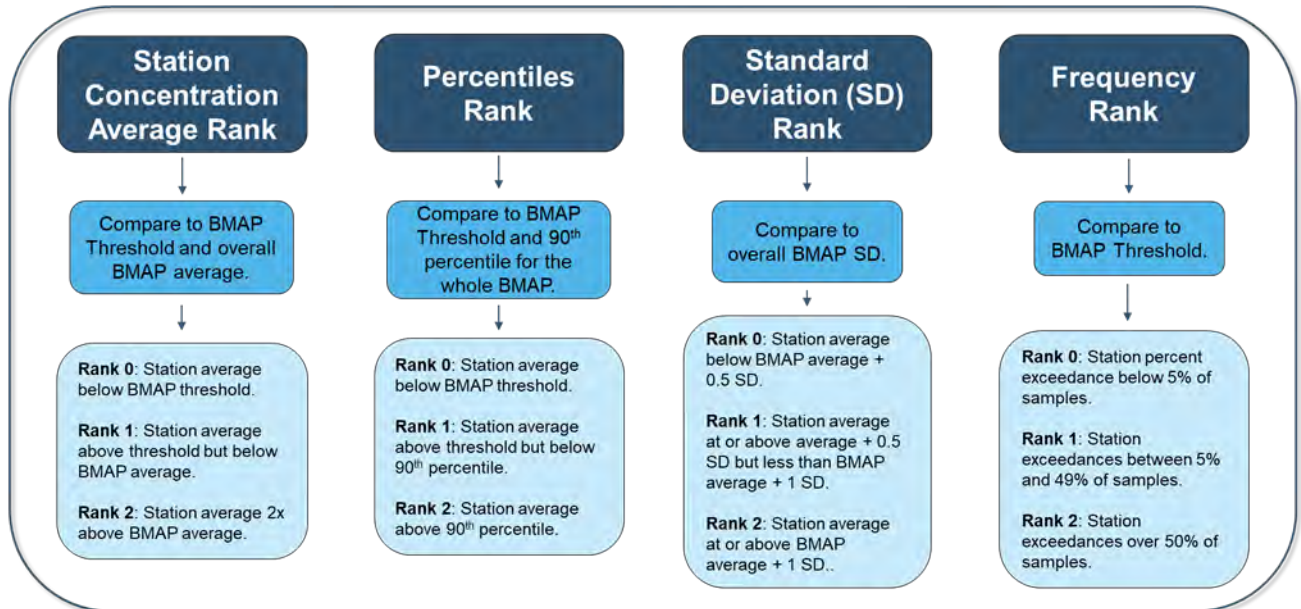 Station
Concentration
Average Rank
Compare to BMAP
Threshold and overall
BMAP average.
Rank 0: Station average
below BMAP threshold.
Rank 1: Station average
above threshold but below
BMAP average.
Rank 2: Station average 2x
above BMAP average.
Percentiles
Rank
Compare to BMAP
Threshold and 90th
percentile for the
whole BMAP.
Rank 0: Station average
below BMAP threshold.
Rank 1: Station average
above threshold but below
90th percentile.
Rank 2: Station average
above 90th percentile.
Standard
Deviation (SD)
Rank
Compare to
overall BMAP SD.
Rank 0: Station average
below BMAP average +
0.5 SD.
Rank 1: Station average
at or above average + 0.5
SD but less than BMAP
average + 1 SD.
Rank 2: Station average
at or above BMAP
average + 1 SD..
Frequency
Rank
Compare to
BMAP Threshold.
Rank 0: Station percent
exceedance below 5% of
samples.
Rank 1: Station
exceedances between 5%
and 49% of samples.
Rank 2: Station
exceedances over 50% of
samples.